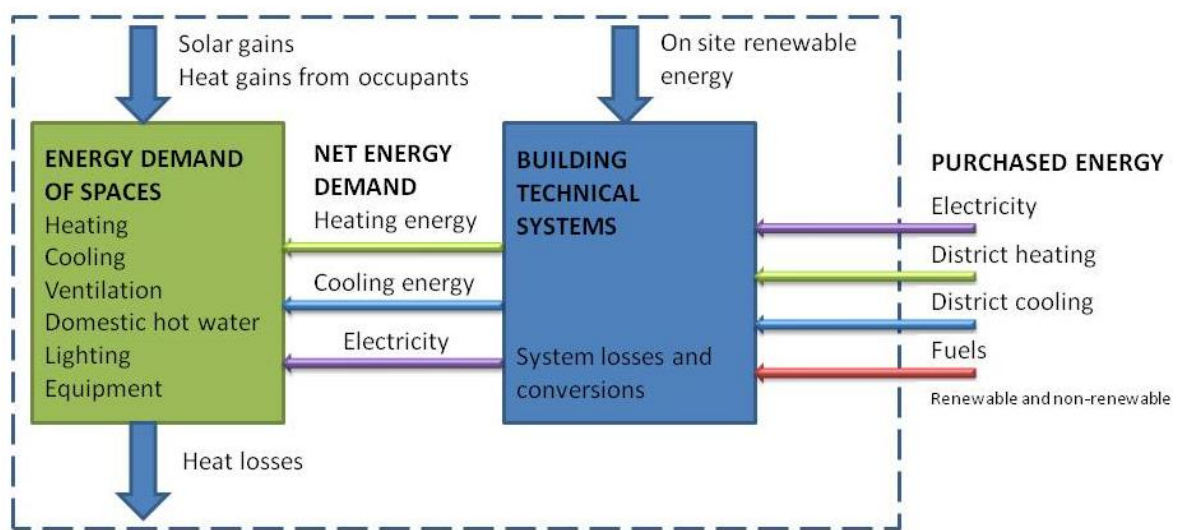 Solar gains
Heat gains from occupants
On site renewable
energy
ENERGY DEMAND
OF SPACES
Heating
Cooling
Ventilation
Domestic hot water
Lighting
Equipment
NET ENERGY
DEMAND
Heating energy
Cooling energy
Electricity
BUILDING
TECHNICAL
SYSTEMS
System losses and
conversions
PURCHASED ENERGY
Electricity
District heating
District cooling
Fuels
Renewable and non-renewable
Heat losses